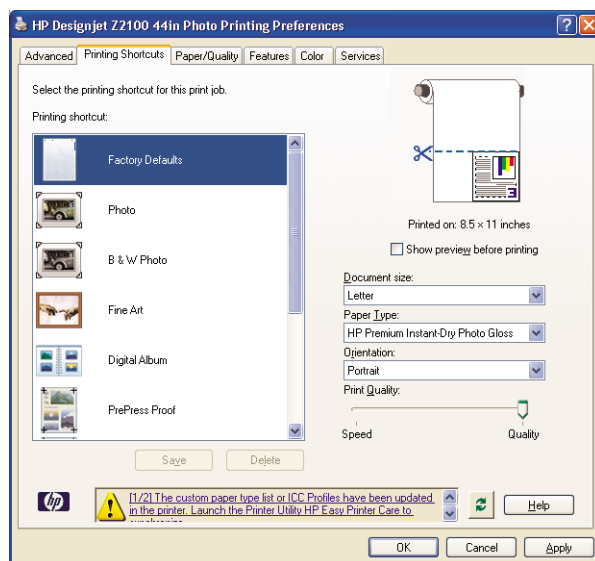 HP Designjet Z2100 44in Photo Printing Preferences
Advanced Printing Shortcuts Paper/Quality Features Color Services
Select the printing shortcut for this print job.
Printing shortcut:
Factory Defaults
Photo
B & W Photo
Fine Art
Digital Album
PrePress Proof
Save Delete
3
Printed on: 8.5 × 11 inches
Show preview before printing
Document size:
Letter
Paper Type:
HP Premium Instant-Dry Photo Gloss
Orientation:
Portrait
Print Quality:
Speed Quality
hp
[1/2] The custom paper type list or ICC Profiles have been updated
in the printer. Launch the Printer Utility HP Easy Printer Care to
Help
OK Cancel Apply